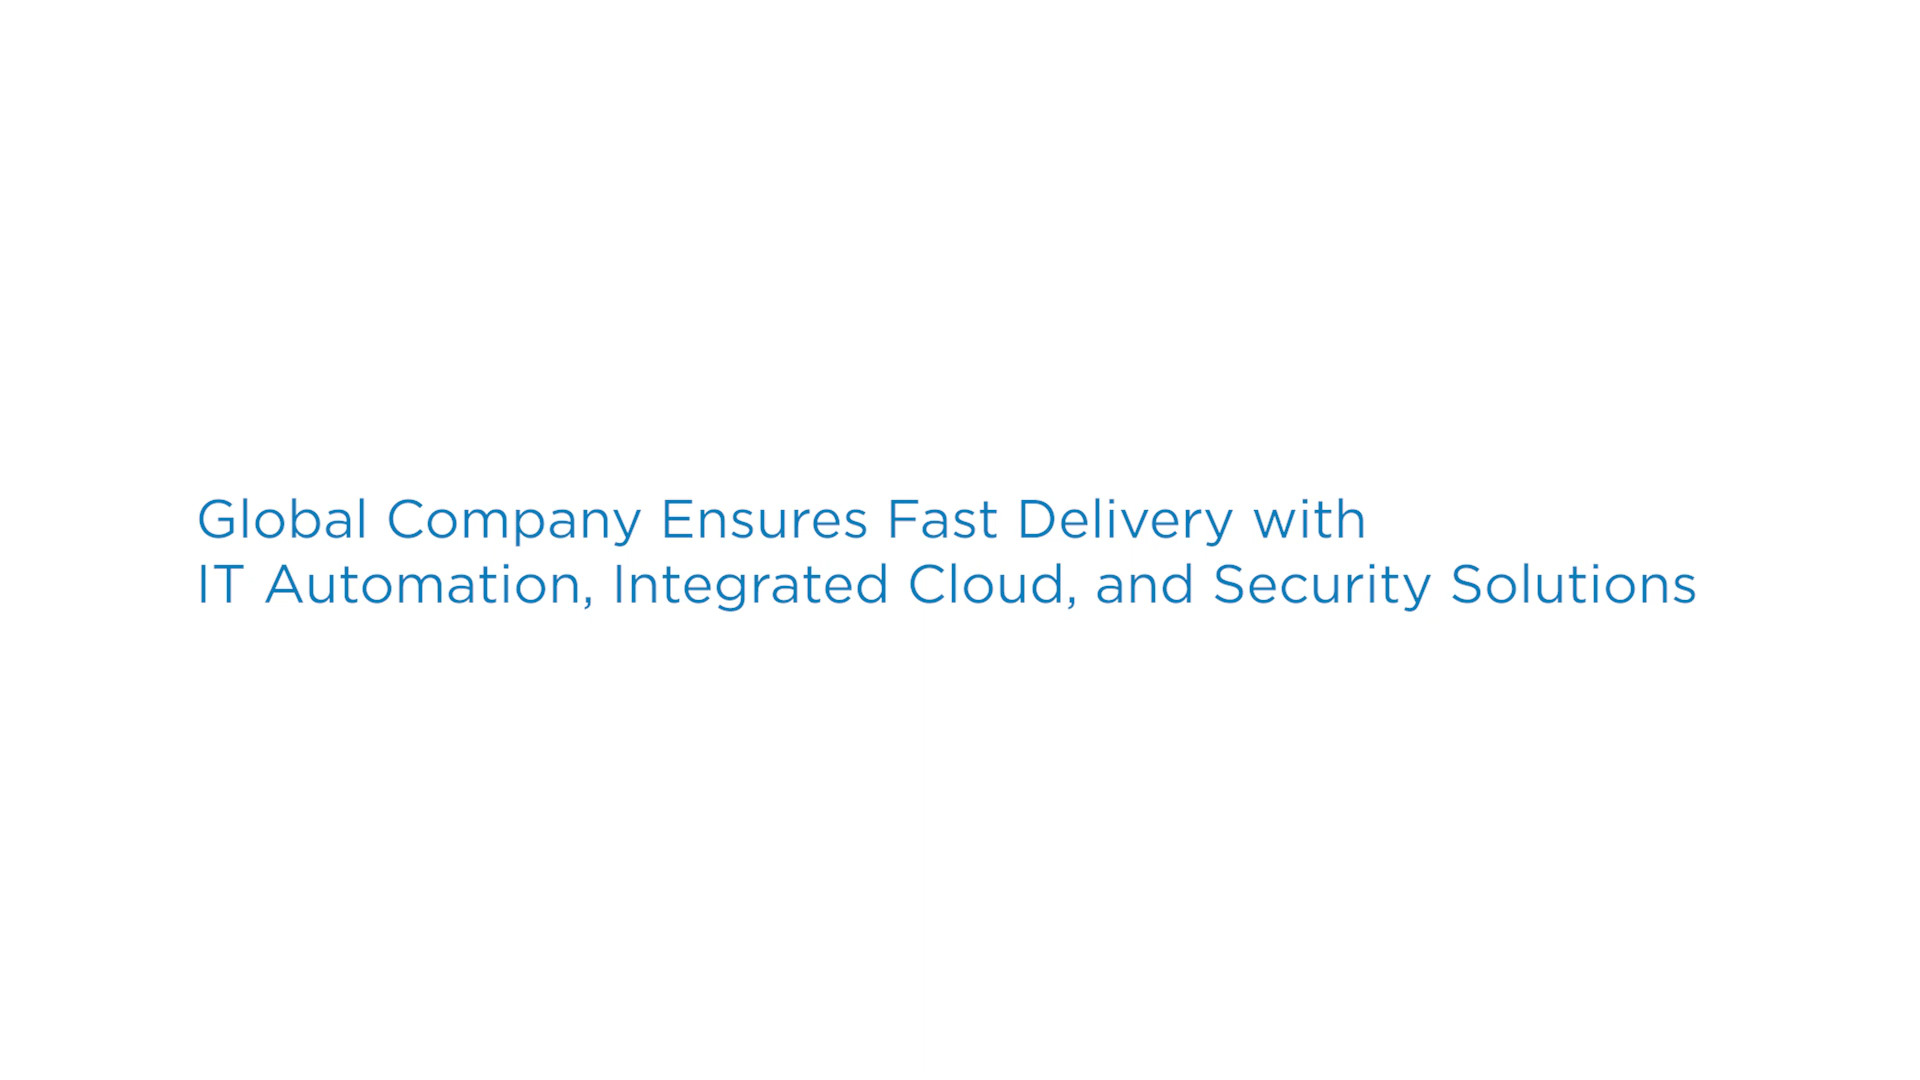 Global Company Ensures Fast Delivery with
IT Automation, Integrated Cloud, and Security Solutions